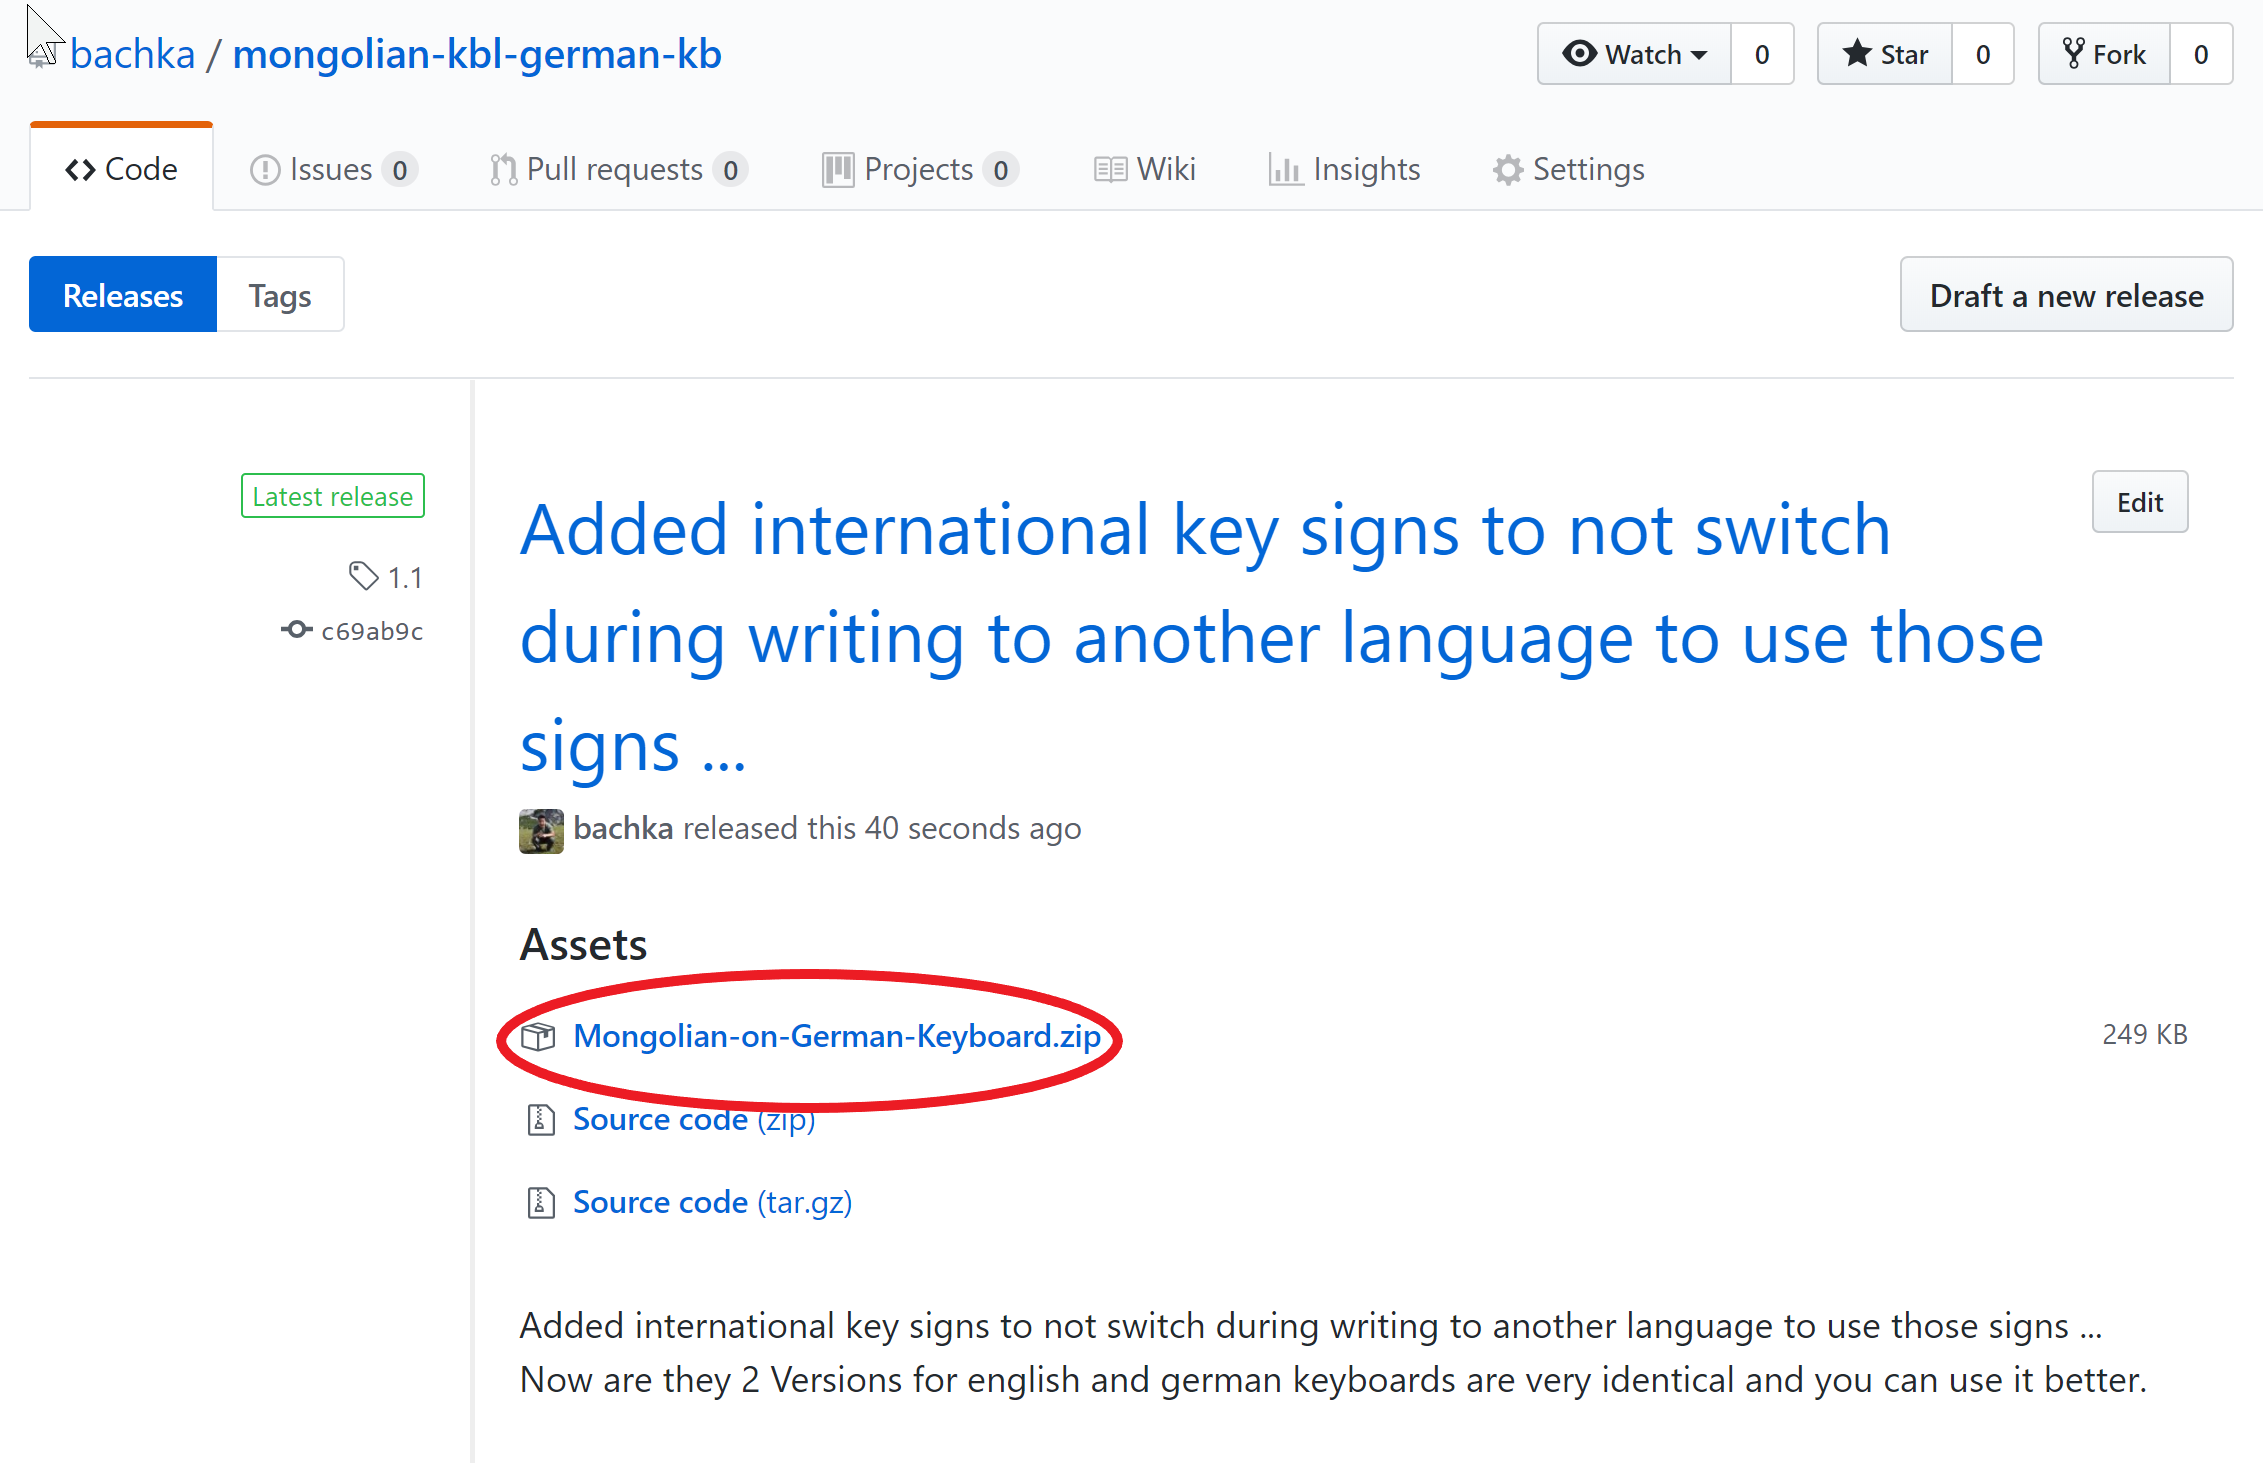 bachka / mongolian-kbl-german-kb
Watch 0 Star 0 Fork 0
Code Issues 0 Pull requests 0 Projects 0 Wiki Insights Settings
Releases Tags Draft a new release
Latest release
1.1
c69ab9c
Added international key signs to not switch
during writing to another language to use those
signs ...
Edit
bachka released this 40 seconds ago
Assets
Mongolian-on-German-Keyboard.zip 249 KB
Source code (zip)
Source code (tar.gz)
Added international key signs to not switch during writing to another language to use those signs ...
Now are they 2 Versions for english and german keyboards are very identical and you can use it better.